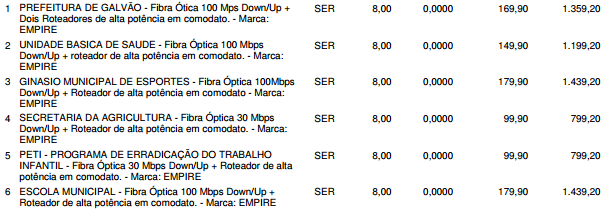 1 PREFEITURA DE GALVÃO - Fibra Ótica 100 Mps Down/Up + SER 8,00 0,0000 169,90 1.359,20
Dois Roteadores de alta potência em comodato. - Marca:
EMPIRE
2 UNIDADE BASICA DE SAUDE - Fibra Óptica 100 Mbps SER 8,00 0,0000 149,90 1.199,20
Down/Up + roteador de alta potência em comodato. - Marca:
EMPIRE
3 GINASIO MUNICIPAL DE ESPORTES - Fibra Óptica 100Mbps SER 8,00 0,0000 179,90 1.439,20
Down/Up + Roteador de alta potência em comodato - Marca:
EMPIRE
4 SECRETARIA DA AGRICULTURA - Fibra Óptica 30 Mbps SER 8,00 0,0000 99,90 799,20
Down/Up + Roteador de alta potência em comodato. - Marca:
EMPIRE
5 PETI - PROGRAMA DE ERRADICAÇÃO DO TRABALHO SER 8,00 0,0000 99,90 799,20
INFANTIL - Fibra Óptica 30 Mbps Down/Up + Roteador de alta
potência em comodato. - Marca: EMPIRE
6 ESCOLA MUNICIPAL - Fibra Óptica 100 Mbps Down/Up + SER 8,00 0,0000 179,90 1.439,20
Roteador de alta potência em comodato. - Marca: EMPIRE